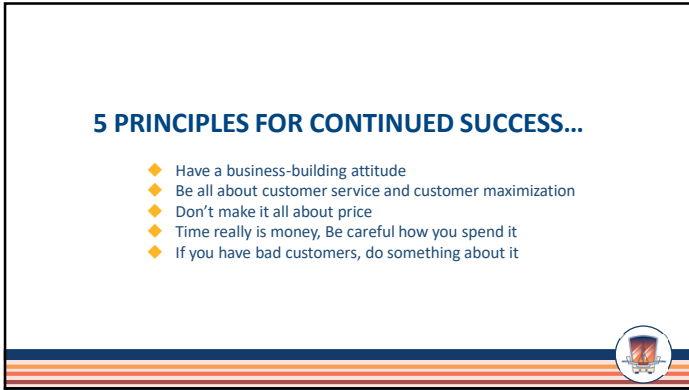 5 PRINCIPLES FOR CONTINUED SUCCESS…
Have a business-building attitude
Be all about customer service and customer maximization
Don’t make it all about price
Time really is money, Be careful how you spend it
If you have bad customers, do something about it